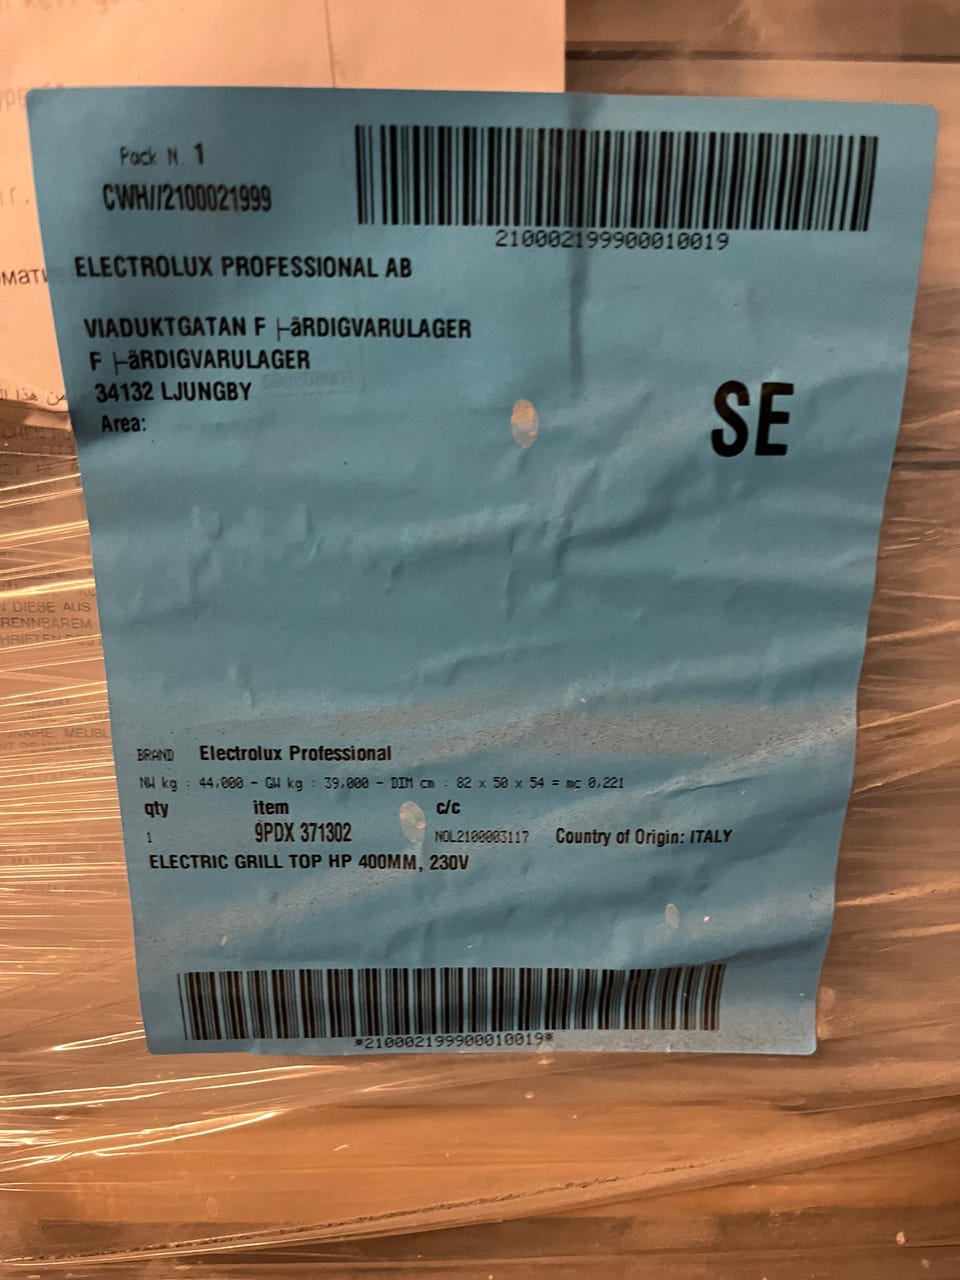 Pack N. 1
CWH//2100021999
210002199900010019
ELECTROLUX PROFESSIONAL AB
VIADUKTGATAN F ├äRDIGVARULAGER
F ├äRDIGVARULAGER
34132 LJUNGBY
Area:
SE
BRAND Electrolux Professional
NW kg : 44,000 - GW kg : 39,000 - DIM cm : 82 x 50 x 54 = mc 0,221
qty item c/c
1 9PDX 371302 NOL2100003117 Country of Origin: ITALY
ELECTRIC GRILL TOP HP 400MM, 230V
*210002199900010019*
DIESE AUS